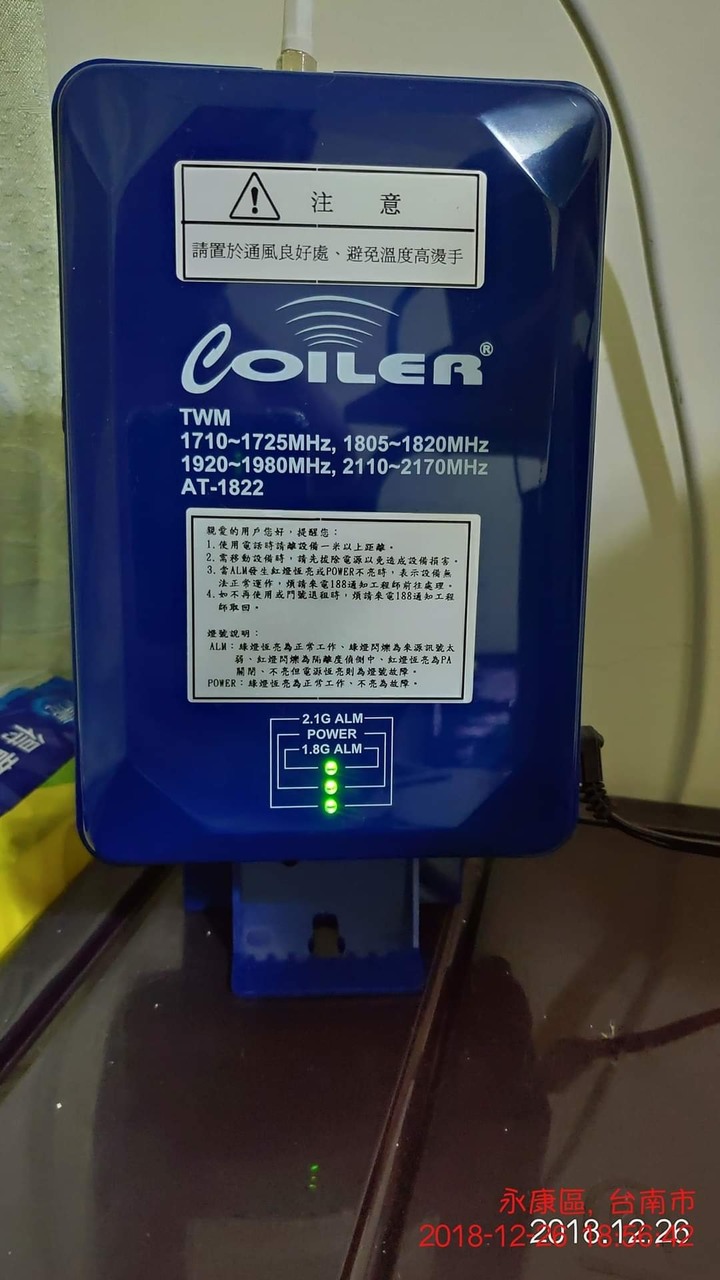 注 意
請置於通風良好處、避免溫度高燙手
COILER®
TWM
1710~1725MHz, 1805~1820MHz
1920~1980MHz, 2110~2170MHz
AT-1822
親愛的用戶您好，提醒您：
1.使用電話時請離設備一米以上距離。
2.需移動設備時，請先拔除電源以免造成設備損害。
3.當ALM發生紅燈恆亮或POWER不亮時，表示設備無
法正常運作，煩請來電188通知工程師前往處理。
4.如不再使用或門號退租時，煩請來電188通知工程
師取回。
燈號說明：
ALM：綠燈恆亮為正常工作、綠燈閃爍為來源訊號太
弱、紅燈閃爍為隔離度偵側中、紅燈恆亮為PA
關閉、不亮但電源恆亮則為燈號故障。
POWER：綠燈恆亮為正常工作、不亮為故障。
2.1G ALM
POWER
1.8G ALM
永康區, 台南市
2018-12-26 18:56:42
2018.12.26